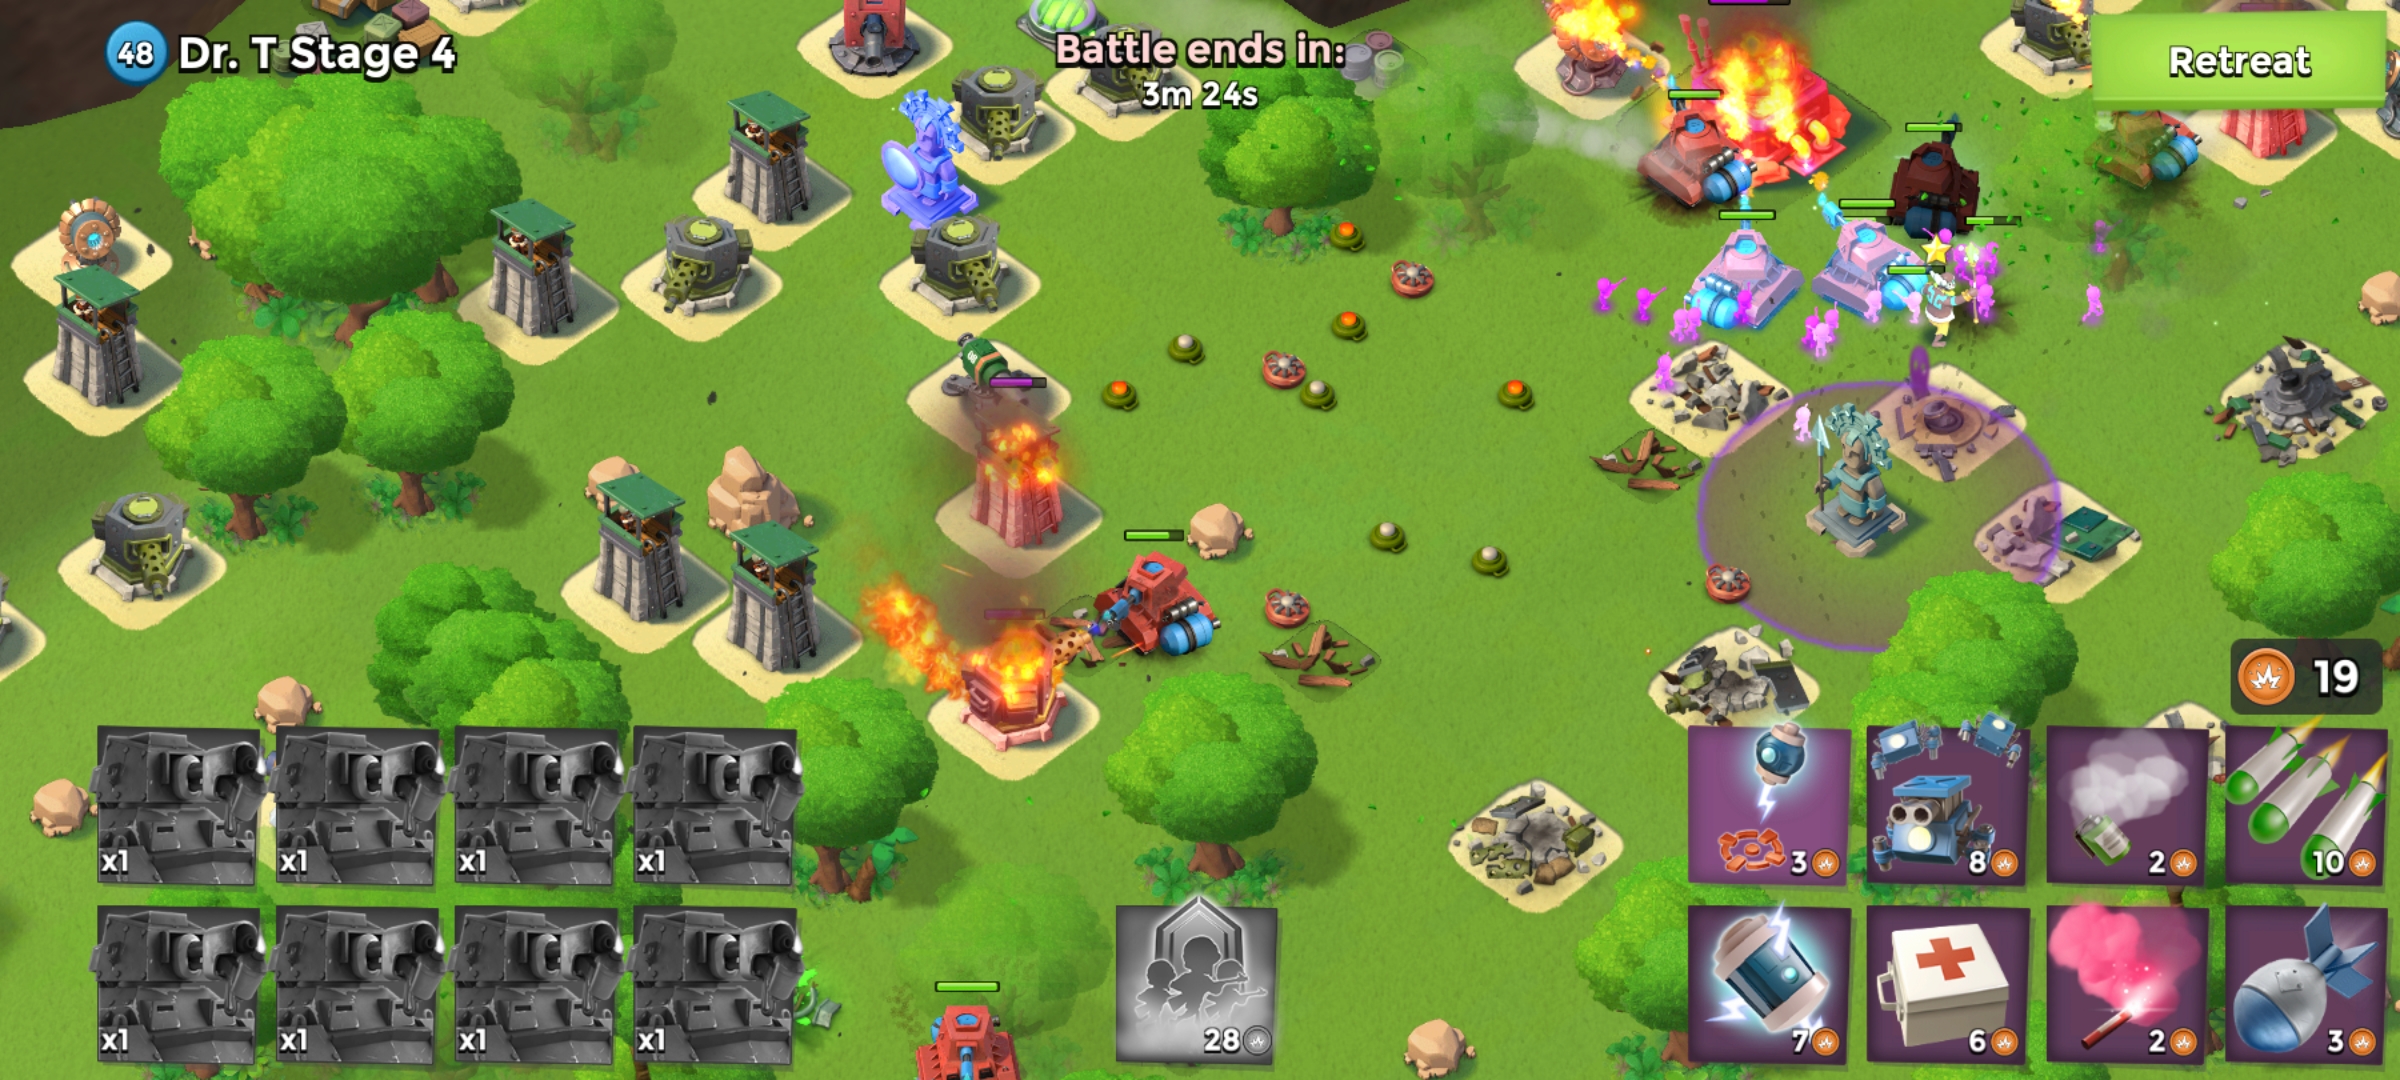 48 Dr. T Stage 4
Battle ends in:
3m 24s
Retreat
19
x1 x1 x1 x1
3 8 2 10
x1 x1 x1 x1
28
7 6 2 3